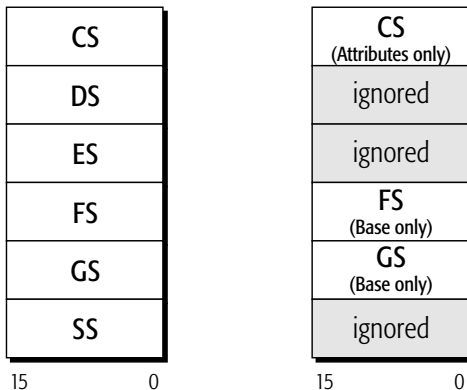 CS
DS
ES
FS
GS
SS
15 0
CS
(Attributes only)
ignored
ignored
FS
(Base only)
GS
(Base only)
ignored
15 0